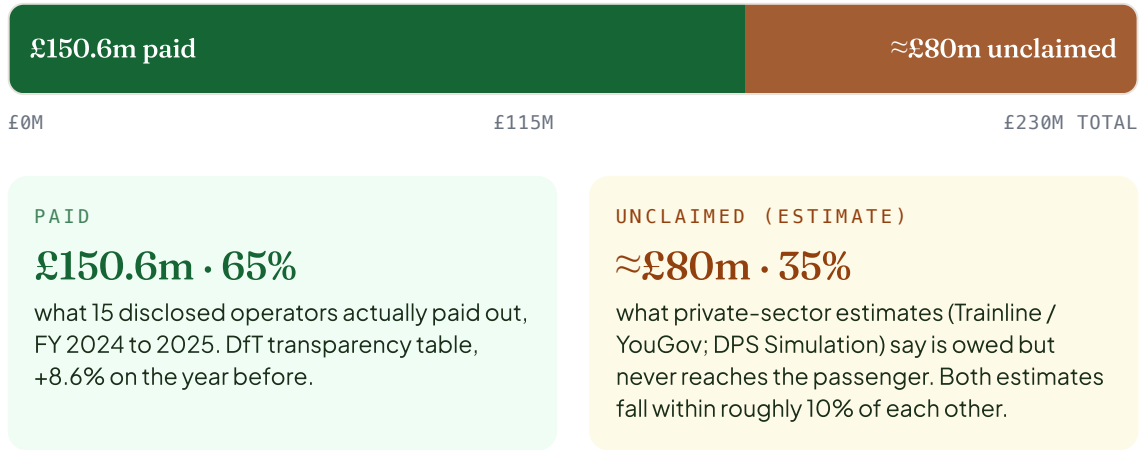 £150.6m paid
≈£80m unclaimed
£0M
£115M
£230M TOTAL
PAID
£150.6m · 65%
what 15 disclosed operators actually paid out,
FY 2024 to 2025. DfT transparency table,
+8.6% on the year before.
UNCLAIMED (ESTIMATE)
≈£80m · 35%
what private-sector estimates (Trainline /
YouGov; DPS Simulation) say is owed but
never reaches the passenger. Both estimates
fall within roughly 10% of each other.